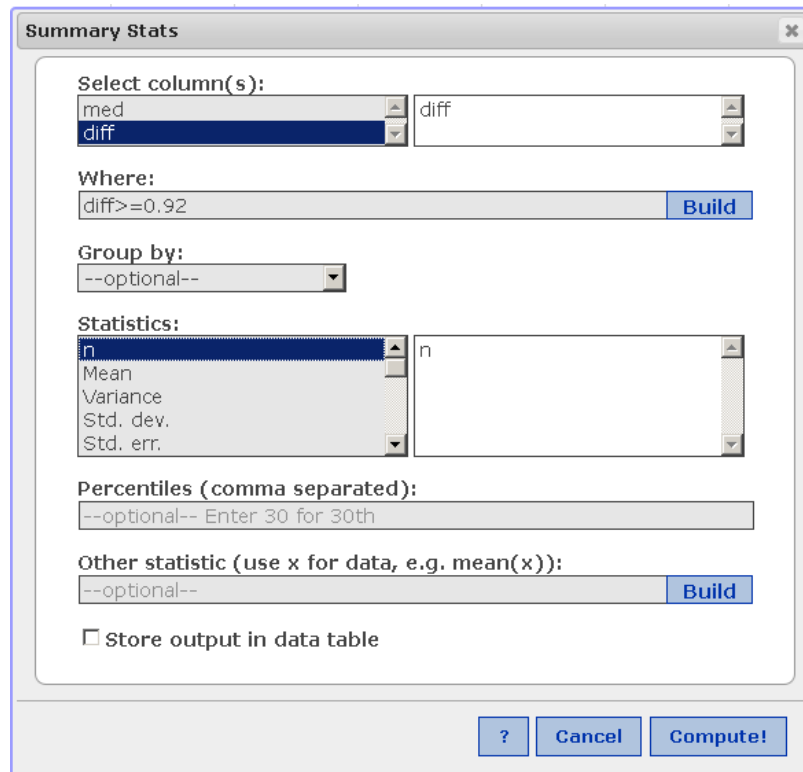 Summary Stats
Select column(s):
med
diff
diff
Where:
diff>=0.92
Build
Group by:
--optional--
Statistics:
n
Mean
Variance
Std. dev.
Std. err.
n
Percentiles (comma separated):
--optional-- Enter 30 for 30th
Other statistic (use x for data, e.g. mean(x)):
--optional--
Build
Store output in data table
?
Cancel
Compute!